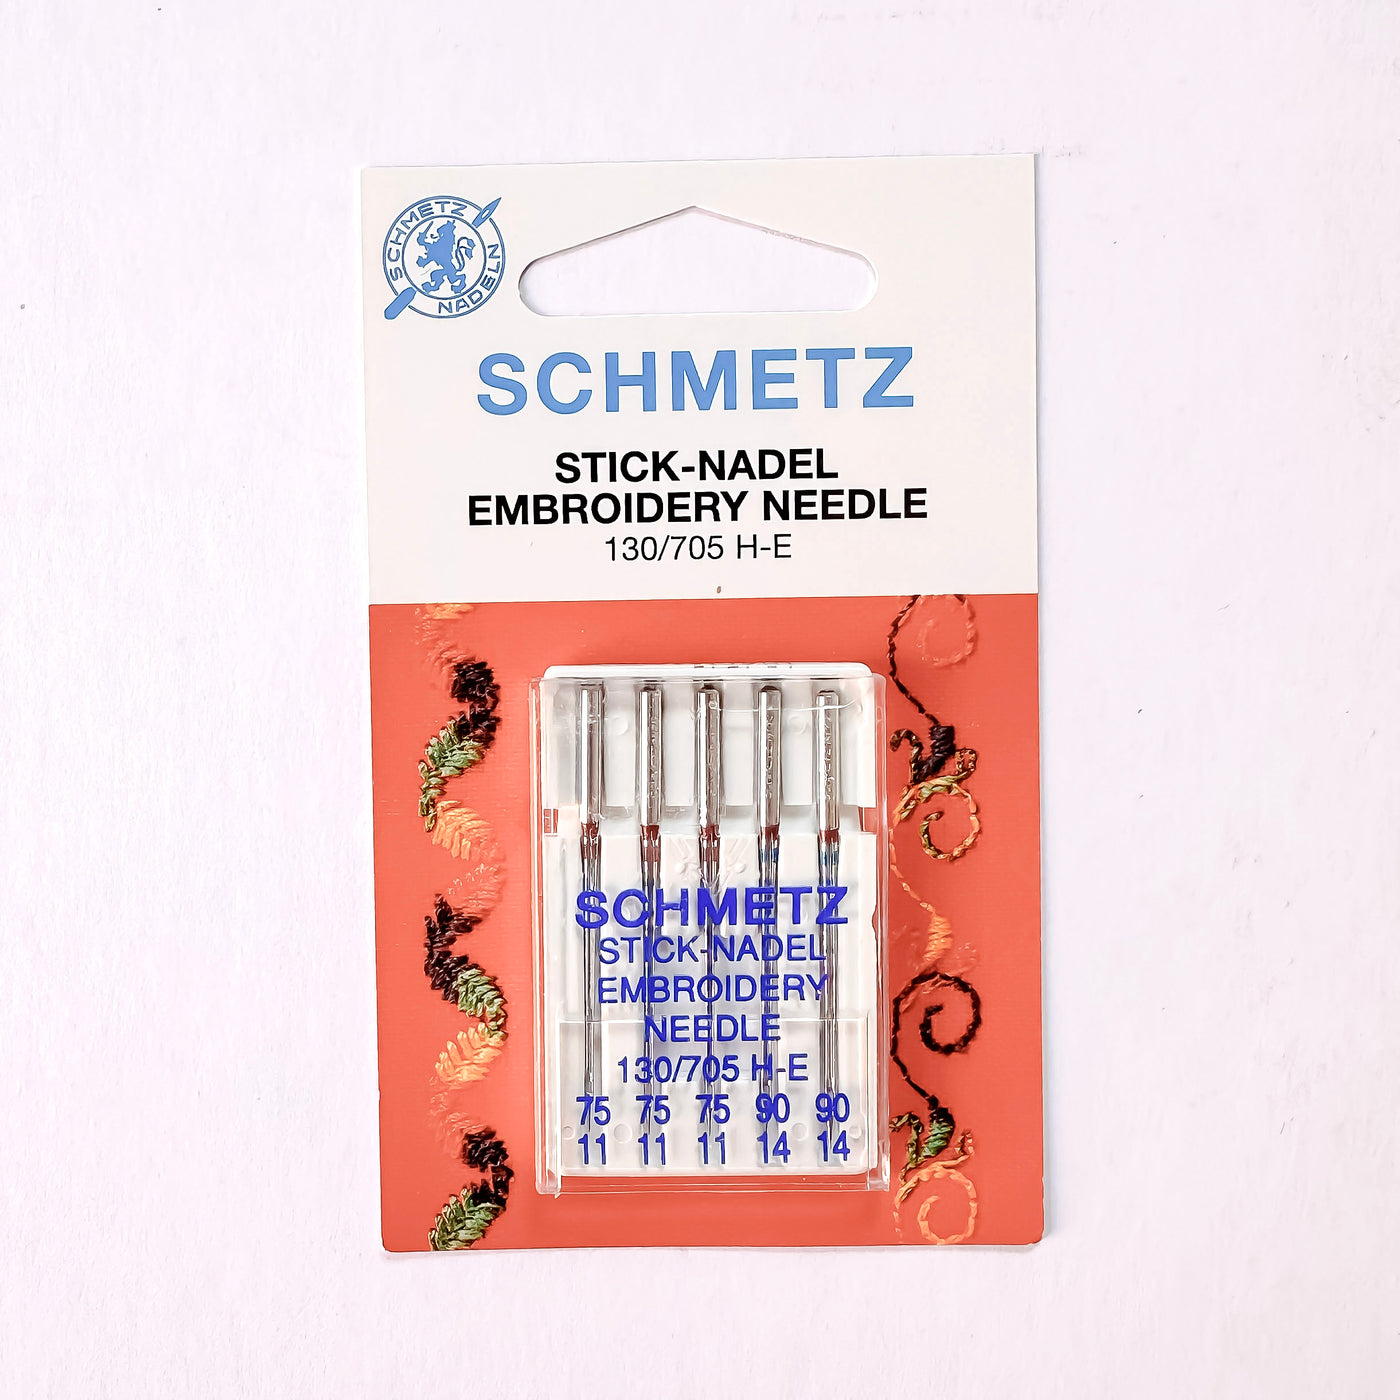 SCHMETZ
NADELN
SCHMETZ
STICK-NADEL
EMBROIDERY NEEDLE
130/705 H-E
SCHMETZ
STICK-NADEL
EMBROIDERY
NEEDLE
130/705 H-E
75 75 75 90 90
11 11 11 14 14